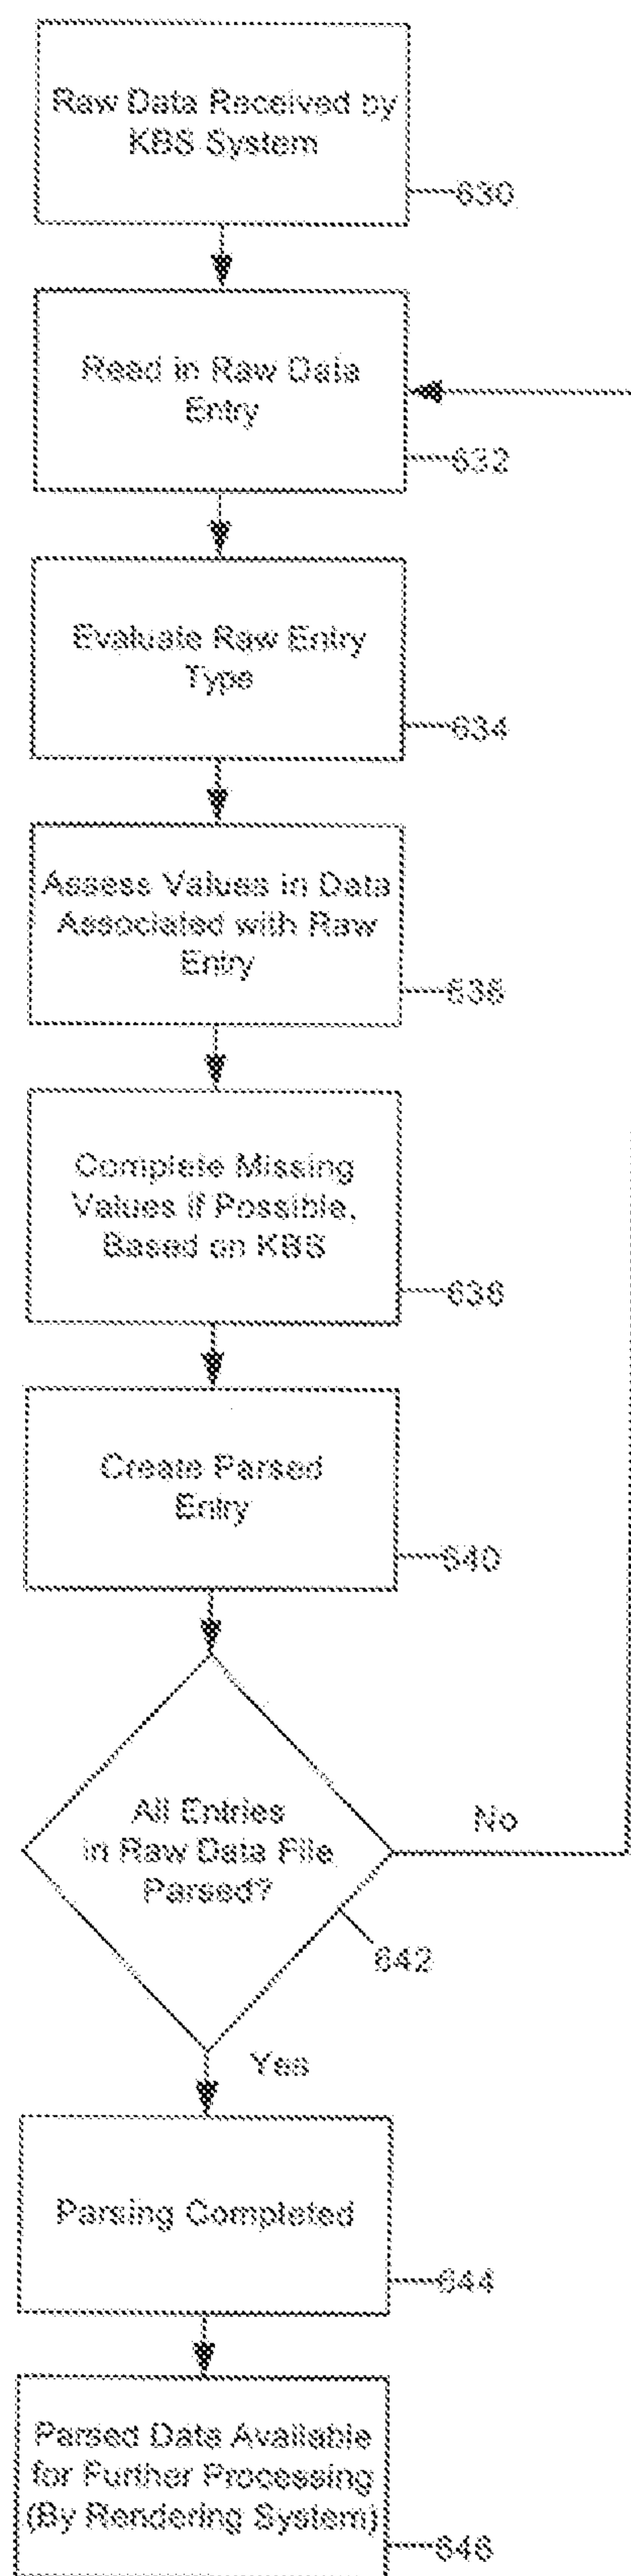 Raw Data Received by
KBS System
630
Read in Raw Data
Entry
632
Evaluate Raw Entry
Type
634
Assess Values in Data
Associated with Raw
Entry
636
Complete Missing
Values if Possible,
Based on KBS
638
Create Parsed
Entry
640
All Entries
in Raw Data File
Parsed?
No
642
Yes
Parsing Completed
644
Parsed Data Available
for Further Processing
(By Rendering System)
646